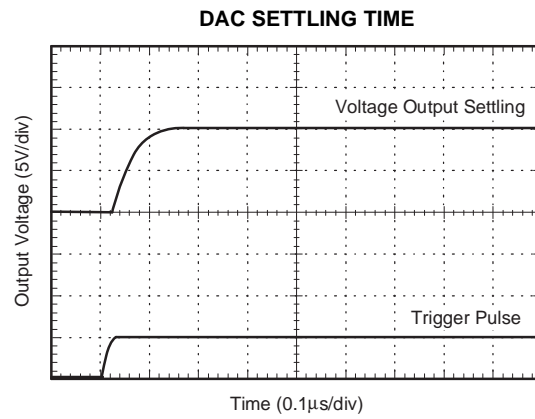 DAC SETTLING TIME
Output Voltage (5V/div)
Voltage Output Settling
Trigger Pulse
Time (0.1µs/div)